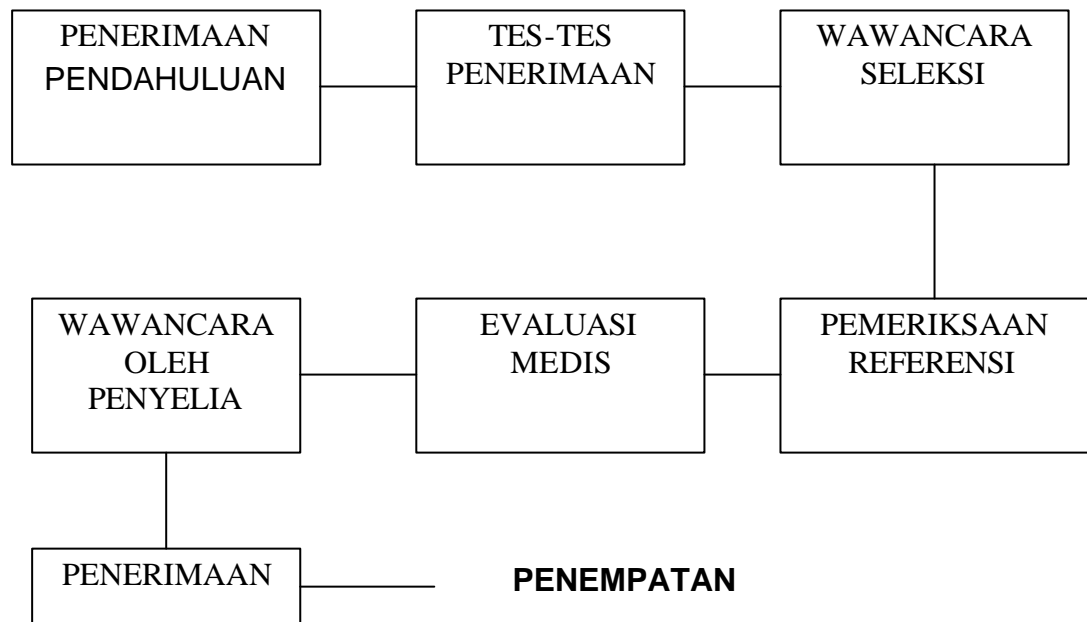 PENERIMAAN
PENDAHULUAN
TES-TES
PENERIMAAN
WAWANCARA
SELEKSI
PEMERIKSAAN
REFERENSI
EVALUASI
MEDIS
WAWANCARA
OLEH
PENYELIA
PENERIMAAN
PENEMPATAN